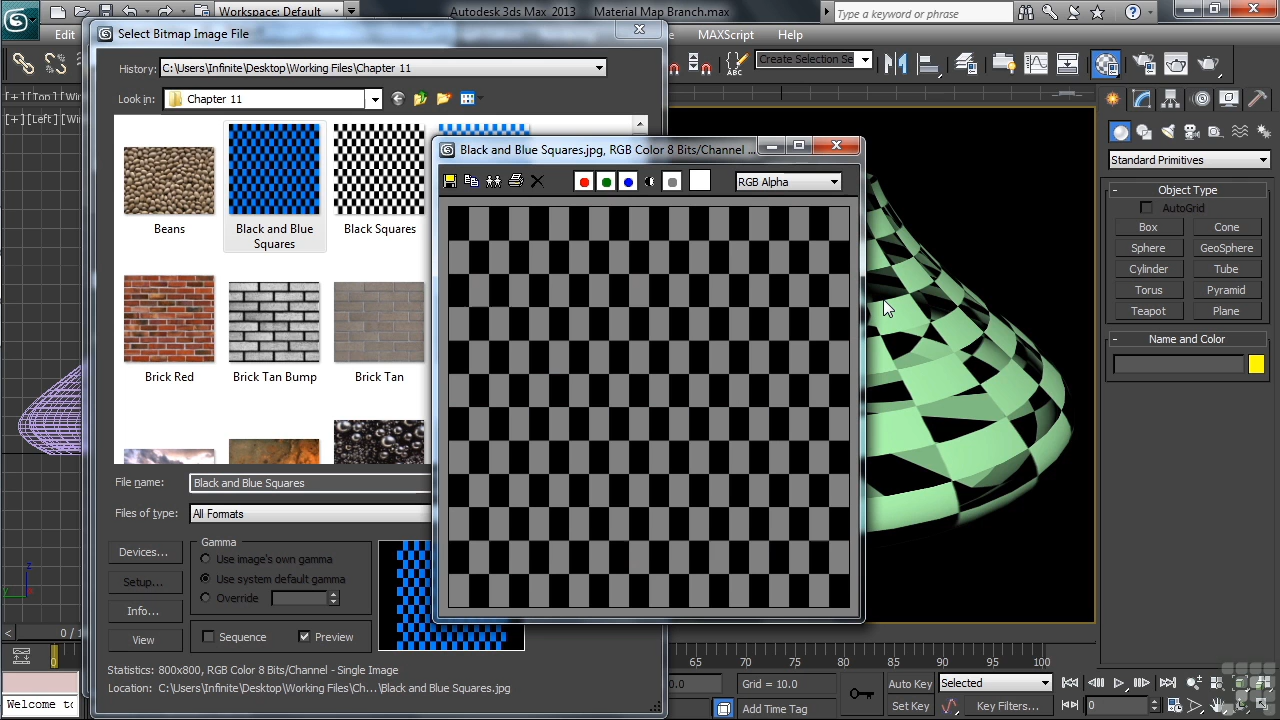 Workspace: Default
Autodesk 3ds Max 2013 Material Map Branch.max
Type a keyword or phrase
Edit
MAXScript
Help
Create Selection Se
Select Bitmap Image File
History: C:\Users\Infinite\Desktop\Working Files\Chapter 11
Look in: Chapter 11
[+] [Left]
Beans
Black and Blue
Squares
Black Squares
Brick Red
Brick Tan Bump
Brick Tan
File name: Black and Blue Squares
Files of type: All Formats
Devices...
Setup...
Info...
View
Gamma
Use image's own gamma
Use system default gamma
Override
Sequence
Preview
Statistics: 800x800, RGB Color 8 Bits/Channel - Single Image
Location: C:\Users\Infinite\Desktop\Working Files\Ch...\Black and Blue Squares.jpg
Black and Blue Squares.jpg, RGB Color 8 Bits/Channel ...
RGB Alpha
Standard Primitives
Object Type
AutoGrid
Box
Cone
Sphere
GeoSphere
Cylinder
Tube
Torus
Pyramid
Teapot
Plane
Name and Color
0 / 1
0
65 70 75 80 85 90 95 100
0.0
Grid = 10.0
Add Time Tag
Auto Key
Selected
Set Key
Key Filters...
0
Welcome to